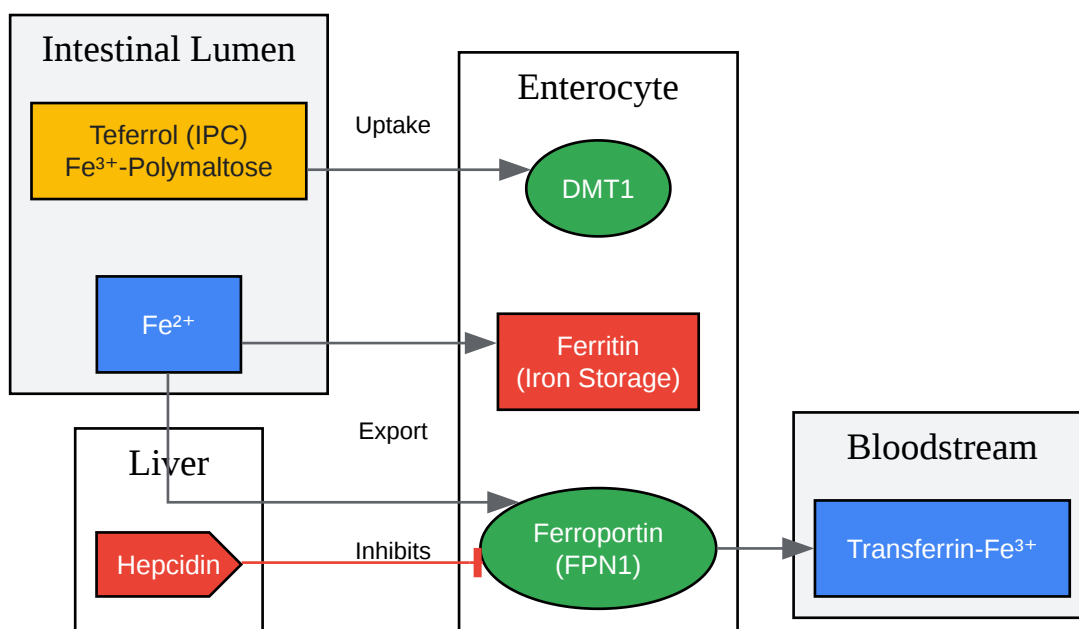 Intestinal Lumen
Teferrol (IPC)
Fe³⁺-Polymaltose
Uptake
Enterocyte
DMT1
Fe²⁺
Ferritin
(Iron Storage)
Export
Liver
Bloodstream
Hepcidin
Inhibits
Ferroportin
(FPN1)
Transferrin-Fe³⁺